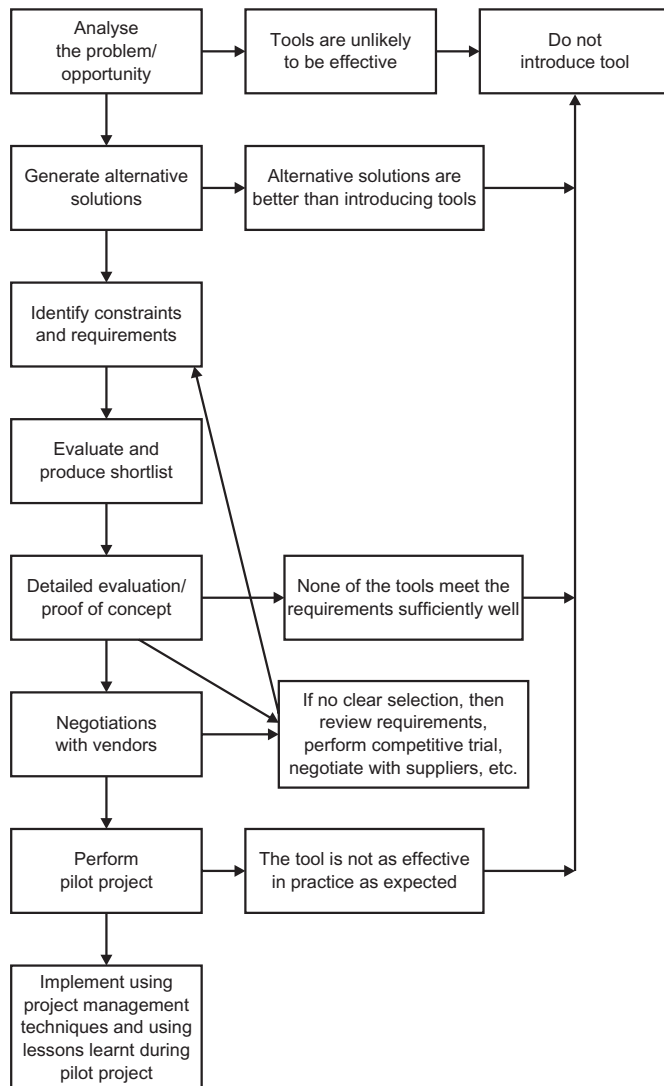 Analyse
the problem/
opportunity
Tools are unlikely
to be effective
Do not
introduce tool
Generate alternative
solutions
Alternative solutions are
better than introducing tools
Identify constraints
and requirements
Evaluate and
produce shortlist
Detailed evaluation/
proof of concept
None of the tools meet the
requirements sufficiently well
Negotiations
with vendors
If no clear selection, then
review requirements,
perform competitive trial,
negotiate with suppliers, etc.
Perform
pilot project
The tool is not as effective
in practice as expected
Implement using
project management
techniques and using
lessons learnt during
pilot project